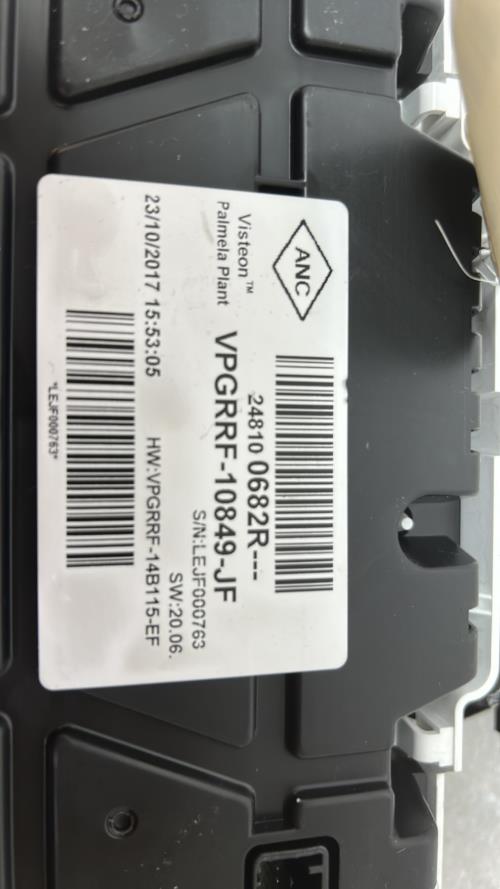 ANC
24810 0682R---
Visteon™
Palmela Plant
VPGRRF-10849-JF
S/N:LEJF000763
SW:20.06.
23/10/2017 15:53:05
HW:VPGRRF-14B115-EF
*LEJF000763*